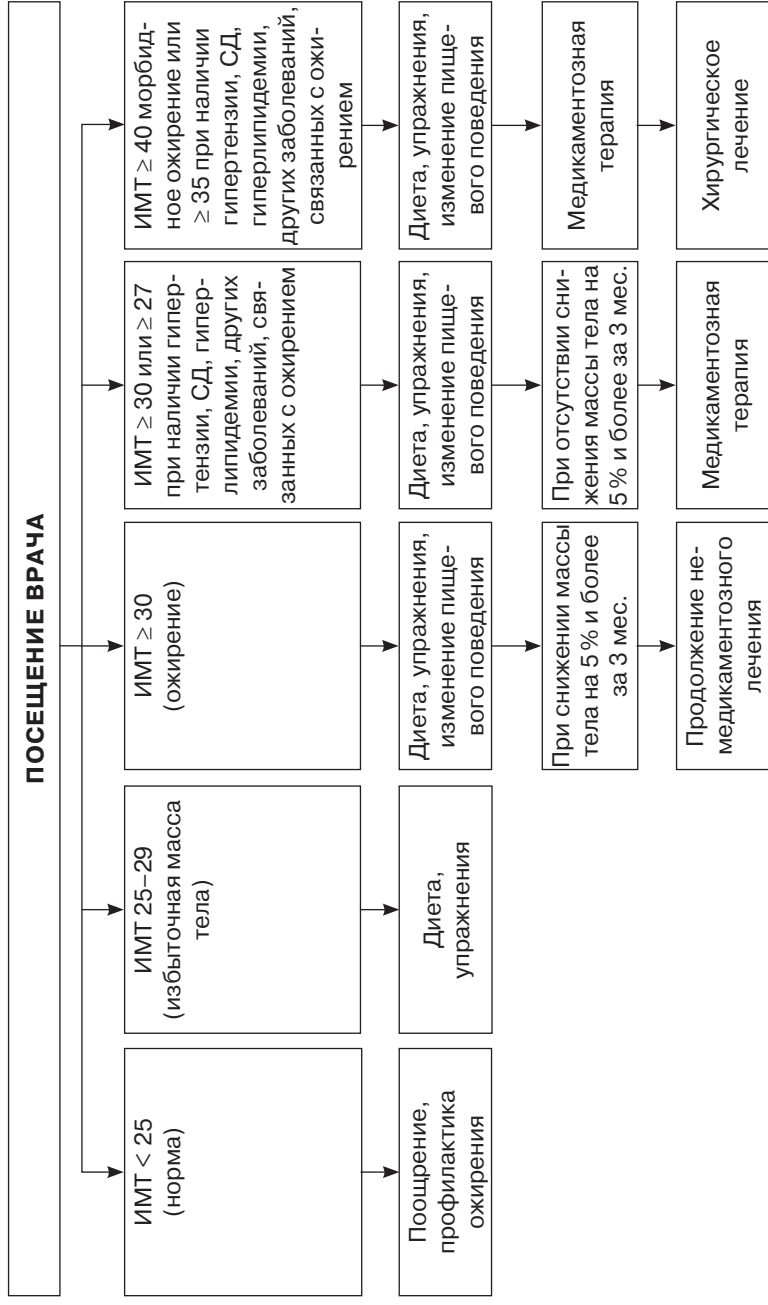 ПОСЕЩЕНИЕ ВРАЧА
ИМТ < 25
(норма)
Поощрение,
профилактика
ожирения
ИМТ 25–29
(избыточная масса
тела)
Диета,
упражнения
ИМТ ≥ 30
(ожирение)
Диета, упражнения,
изменение пище-
вого поведения
При снижении массы
тела на 5 % и более
за 3 мес.
Продолжение не-
медикаментозного
лечения
ИМТ ≥ 30 или ≥ 27
при наличии гипер-
тензии, СД, гипер-
липидемии, других
заболеваний, свя-
занных с ожирением
Диета, упражнения,
изменение пище-
вого поведения
При отсутствии сни-
жения массы тела на
5 % и более за 3 мес.
Медикаментозная
терапия
ИМТ ≥ 40 морбид-
ное ожирение или
≥ 35 при наличии
гипертензии, СД,
гиперлипидемии,
других заболеваний,
связанных с ожи-
рением
Диета, упражнения,
изменение пище-
вого поведения
Медикаментозная
терапия
Хирургическое
лечение